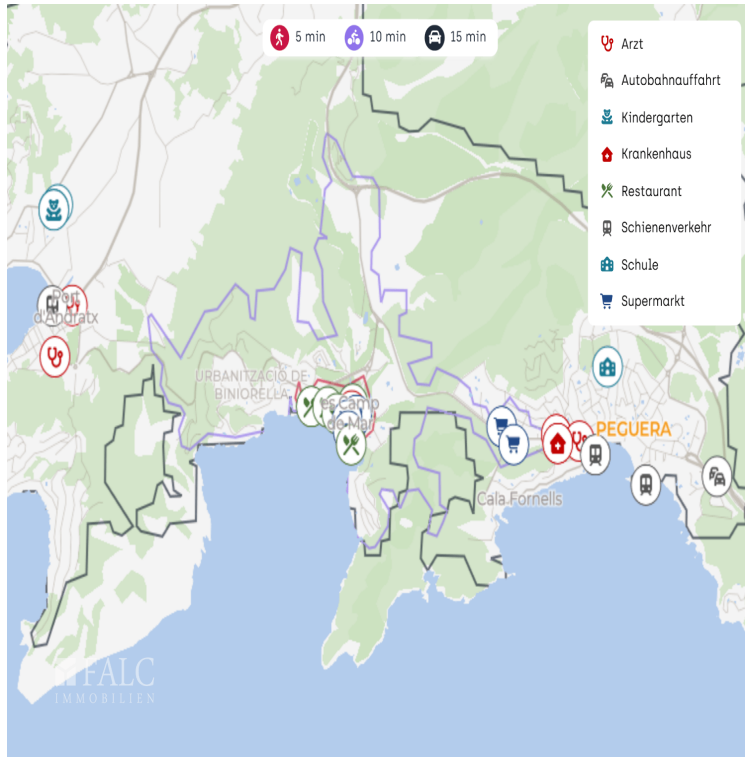 5 min
10 min
15 min
Arzt
Autobahnauffahrt
Kindergarten
Krankenhaus
Restaurant
Schienenverkehr
Schule
Supermarkt
Port
d'Andratx
URBANITZACIÓ DE
BINIORELLA
es Camp
de Mar
PEGUERA
Cala Fornells
FALC
IMMOBILIEN